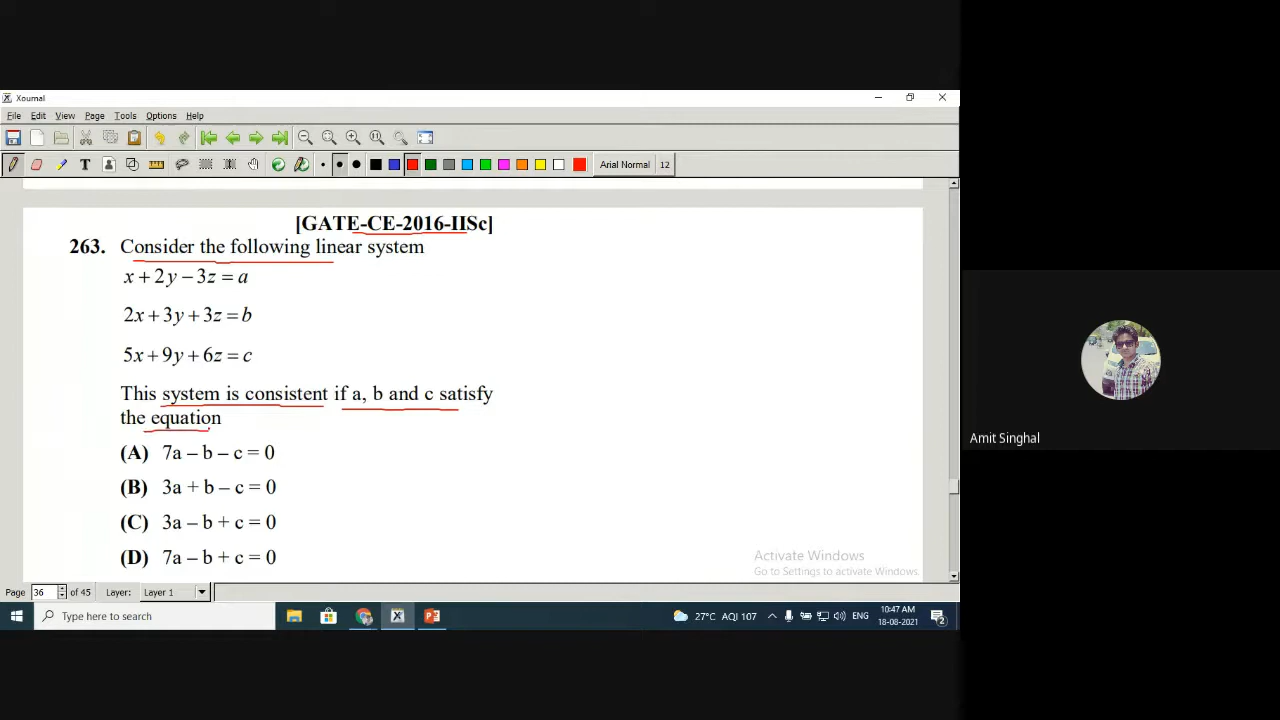 Xournal
File Edit View Page Tools Options Help
T Arial Normal 12
[GATE-CE-2016-IISc]
263. Consider the following linear system
x + 2y − 3z = a
2x + 3y + 3z = b
5x + 9y + 6z = c
This system is consistent if a, b and c satisfy
the equation
(A) 7a – b – c = 0
(B) 3a + b – c = 0
(C) 3a – b + c = 0
(D) 7a – b + c = 0
Activate Windows
Go to Settings to activate Windows.
Page 36 of 45 Layer: Layer 1
Type here to search
27°C AQI 107 ENG
10:47 AM
18-08-2021
2
Amit Singhal